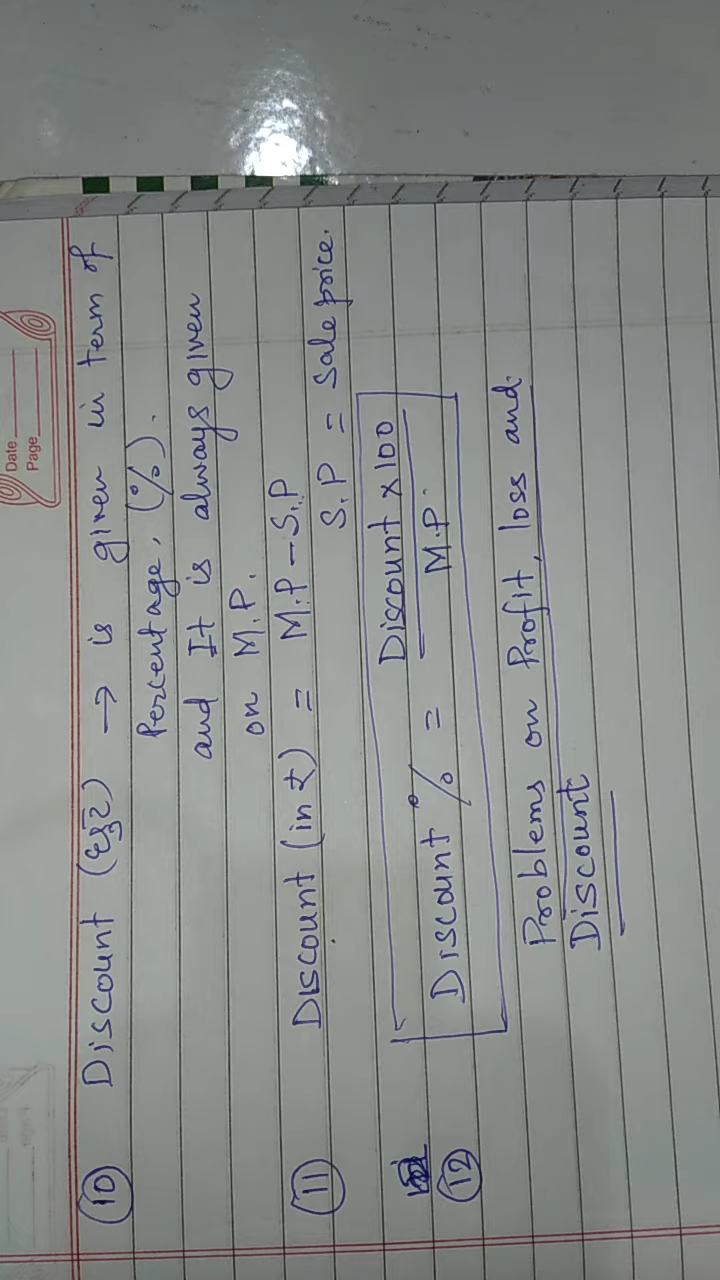 Date
Page
⑩ Discount (छूट) → is given in term of
Percentage, (%).
and It is always given
on M.P.
⑪ Discount (in ₹) = M.P - S.P
S.P = Sale price.
⑫ Discount % = Discount x 100 / M.P.
Problems on Profit, loss and
Discount